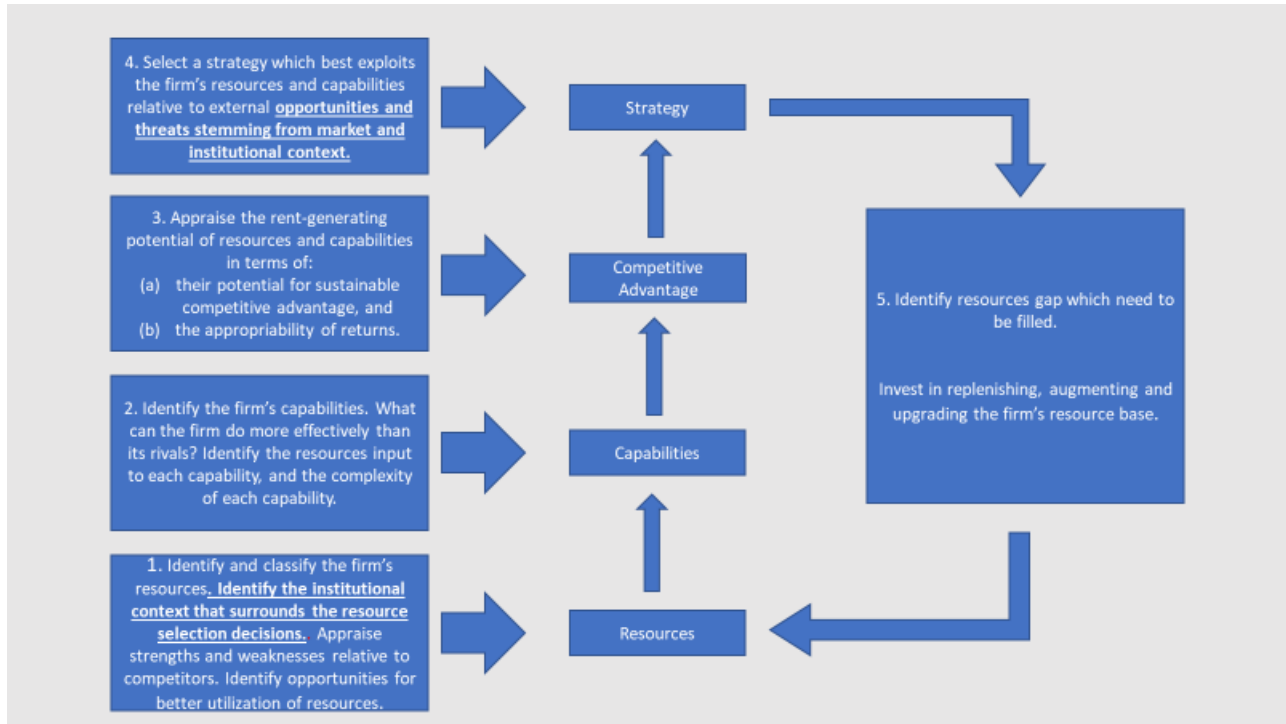 4. Select a strategy which best exploits
the firm's resources and capabilities
relative to external opportunities and
threats stemming from market and
institutional context.
Strategy
3. Appraise the rent-generating
potential of resources and capabilities
in terms of:
(a) their potential for sustainable
competitive advantage, and
(b) the appropriability of returns.
Competitive
Advantage
5. Identify resources gap which need to
be filled.
Invest in replenishing, augmenting and
upgrading the firm's resource base.
2. Identify the firm's capabilities. What
can the firm do more effectively than
its rivals? Identify the resources input
to each capability, and the complexity
of each capability.
Capabilities
1. Identify and classify the firm's
resources. Identify the institutional
context that surrounds the resource
selection decisions.. Appraise
strengths and weaknesses relative to
competitors. Identify opportunities for
better utilization of resources.
Resources